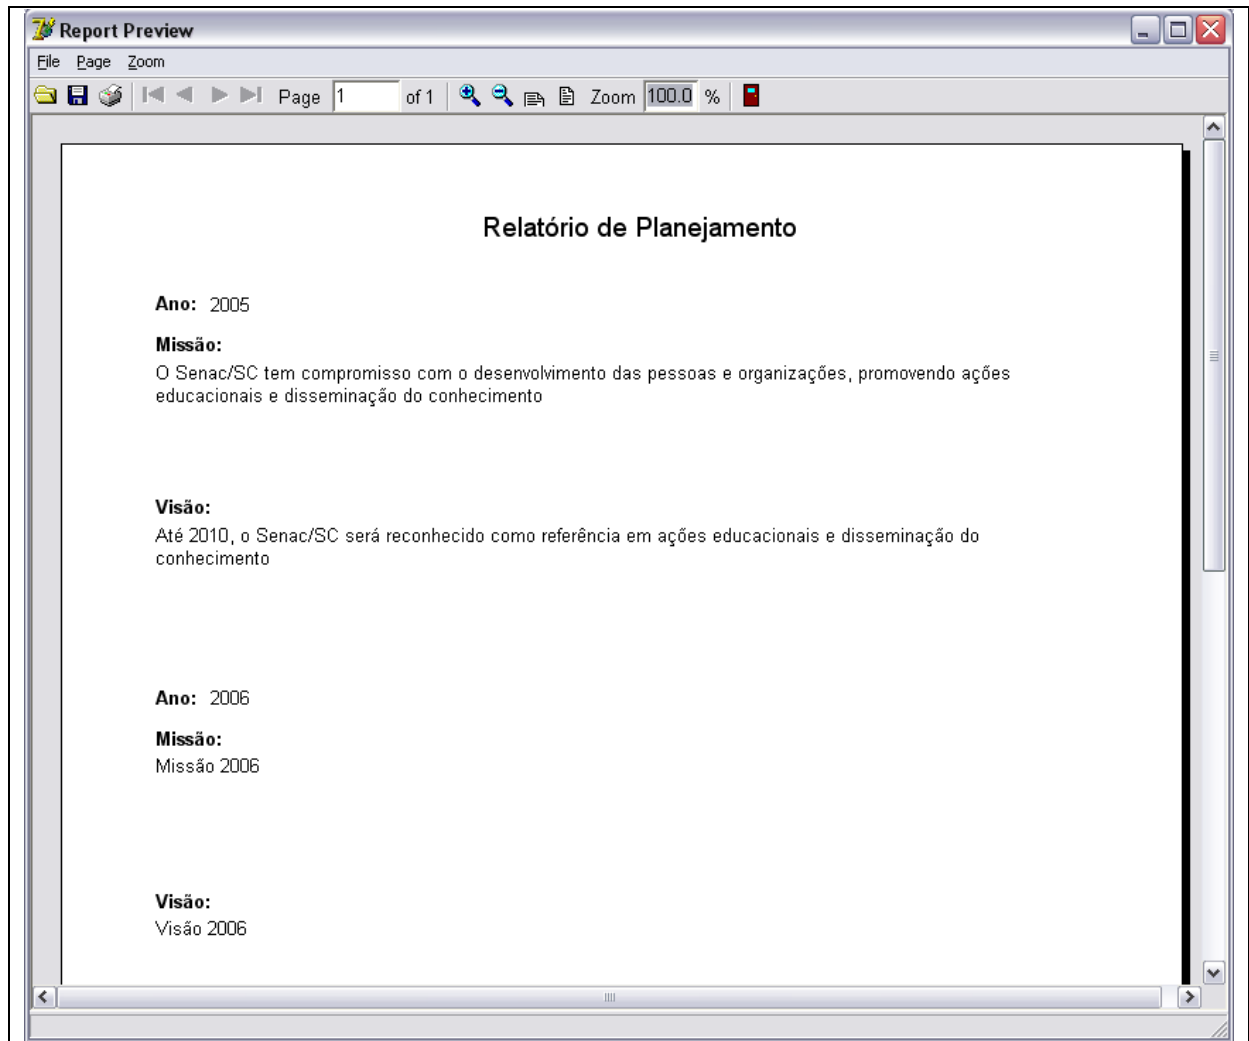 Report Preview
File Page Zoom
Page 1 of 1 Zoom 100.0 %
Relatório de Planejamento
Ano: 2005
Missão:
O Senac/SC tem compromisso com o desenvolvimento das pessoas e organizações, promovendo ações
educacionais e disseminação do conhecimento
Visão:
Até 2010, o Senac/SC será reconhecido como referência em ações educacionais e disseminação do
conhecimento
Ano: 2006
Missão:
Missão 2006
Visão:
Visão 2006